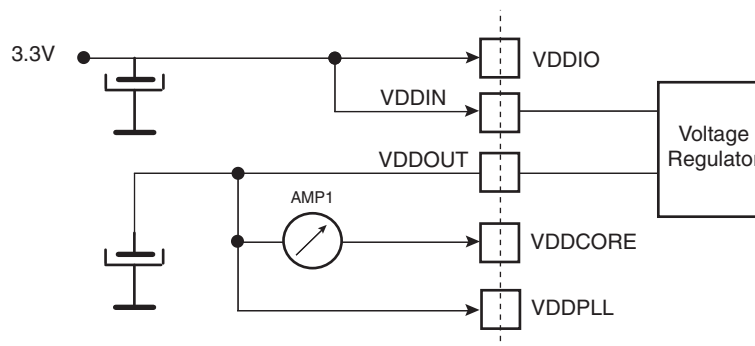 3.3V
VDDIO
VDDIN
Voltage
Regulator
VDDOUT
AMP1
VDDCORE
VDDPLL